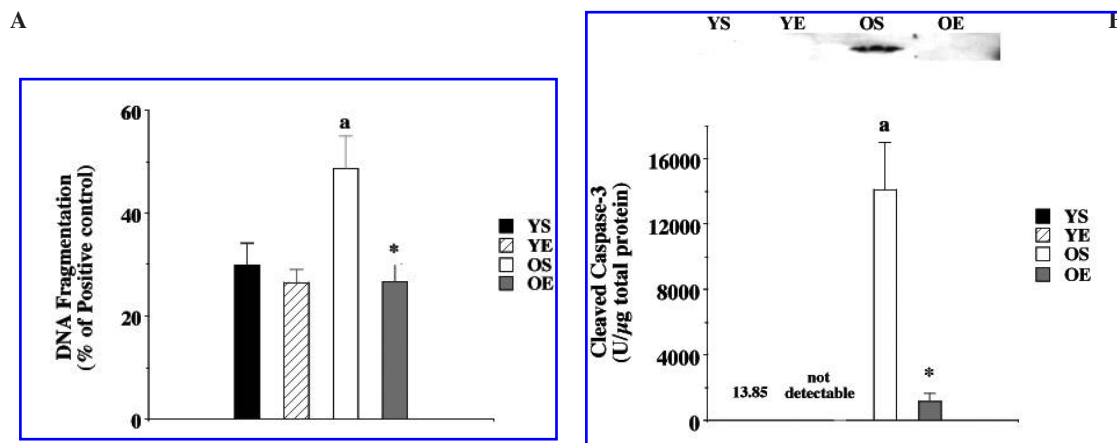 A
60
40
20
0
DNA Fragmentation
(% of Positive control)
a
*
YS
YE
OS
OE
YS YE OS OE
16000
12000
8000
4000
0
Cleaved Caspase-3
(U/µg total protein)
13.85
not
detectable
a
*
YS
YE
OS
OE